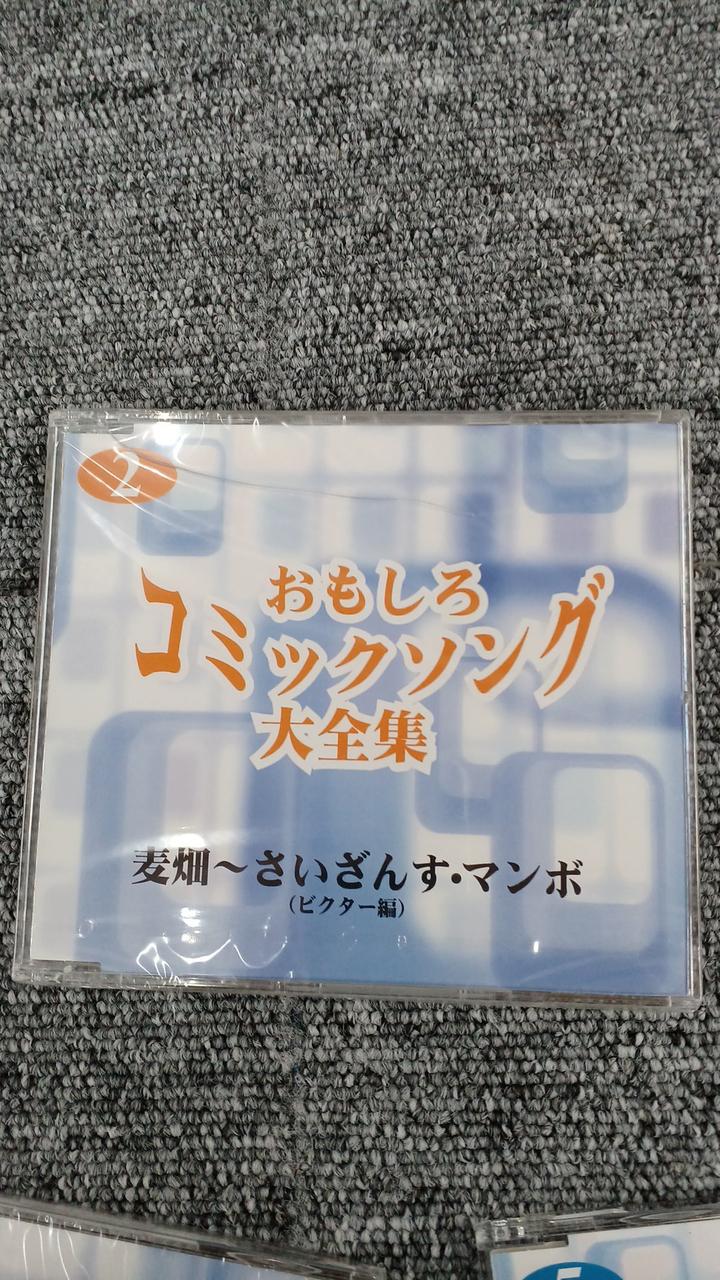 2
おもしろ
コミックソング
大全集
麦畑～さいざんす・マンボ
（ビクター編）